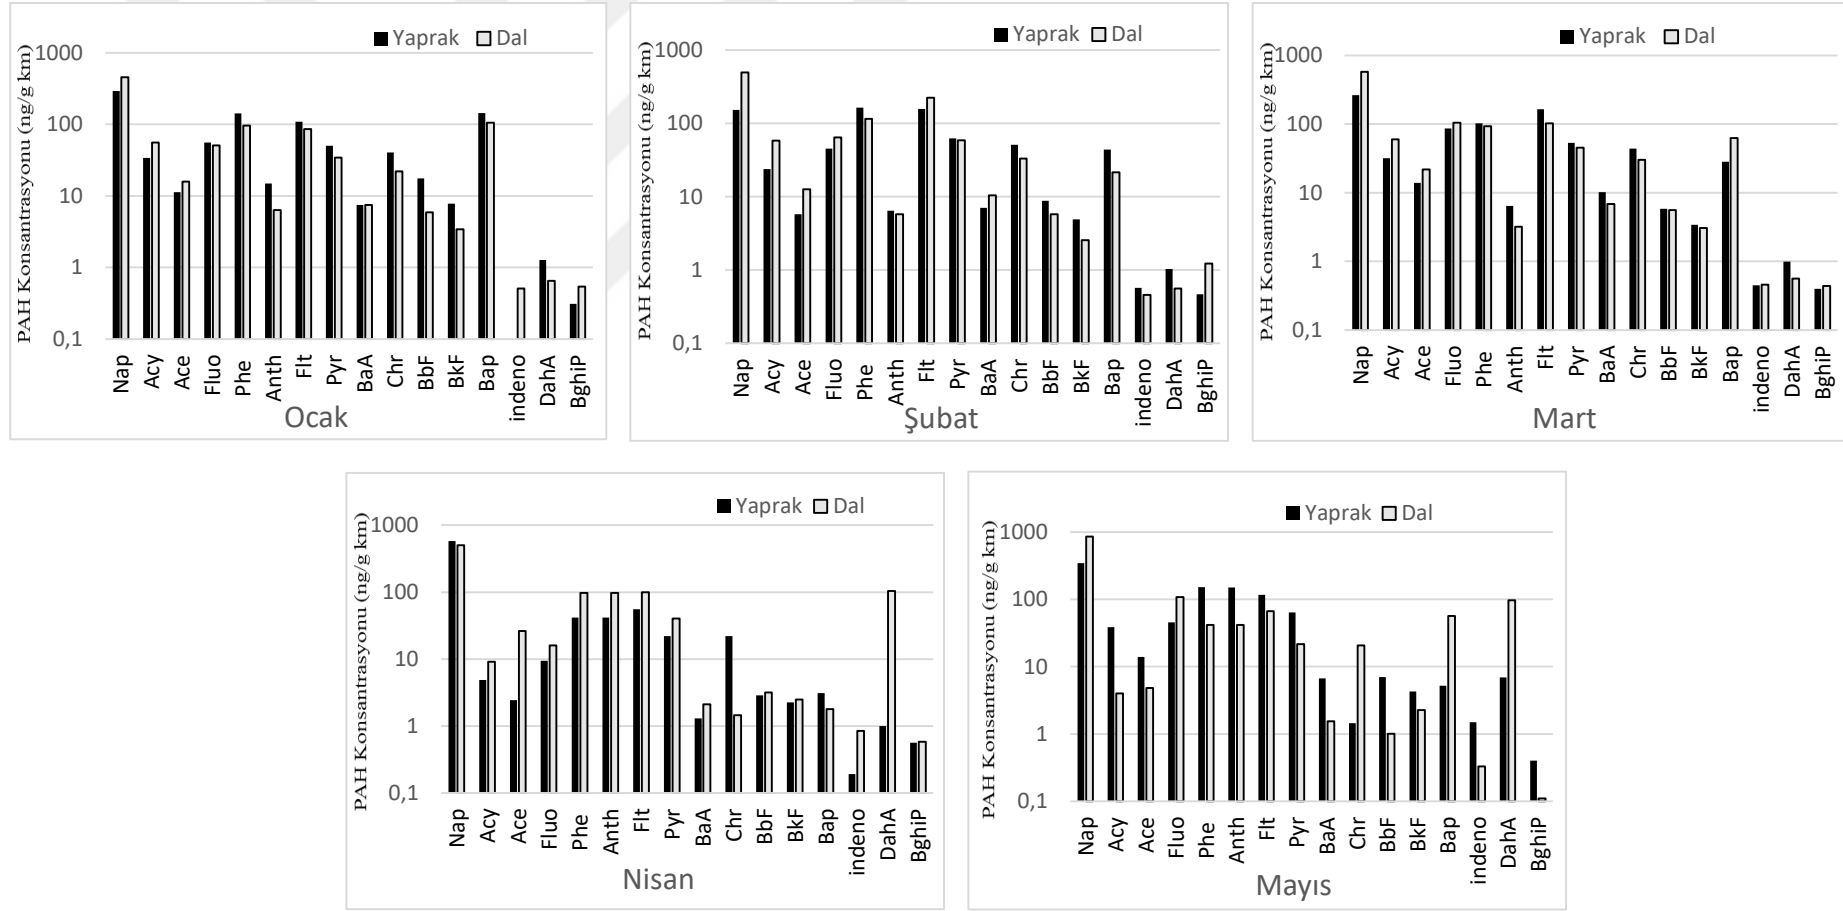 Yaprak Dal
PAH Konsantrasyonu (ng/g km)
1000
100
10
1
0,1
Nap Acy Ace Fluo Phe Anth Flt Pyr BaA Chr BbF BkF Bap indeno DahA BghiP
Ocak
Yaprak Dal
PAH Konsantrasyonu (ng/g km)
1000
100
10
1
0,1
Nap Acy Ace Fluo Phe Anth Flt Pyr BaA Chr BbF BkF Bap indeno DahA BghiP
Şubat
Yaprak Dal
PAH Konsantrasyonu (ng/g km)
1000
100
10
1
0,1
Nap Acy Ace Fluo Phe Anth Flt Pyr BaA Chr BbF BkF Bap indeno DahA BghiP
Mart
Yaprak Dal
PAH Konsantrasyonu (ng/g km)
1000
100
10
1
0,1
Nap Acy Ace Fluo Phe Anth Flt Pyr BaA Chr BbF BkF Bap indeno DahA BghiP
Nisan
Yaprak Dal
PAH Konsantrasyonu (ng/g km)
1000
100
10
1
0,1
Nap Acy Ace Fluo Phe Anth Flt Pyr BaA Chr BbF BkF Bap indeno DahA BghiP
Mayıs